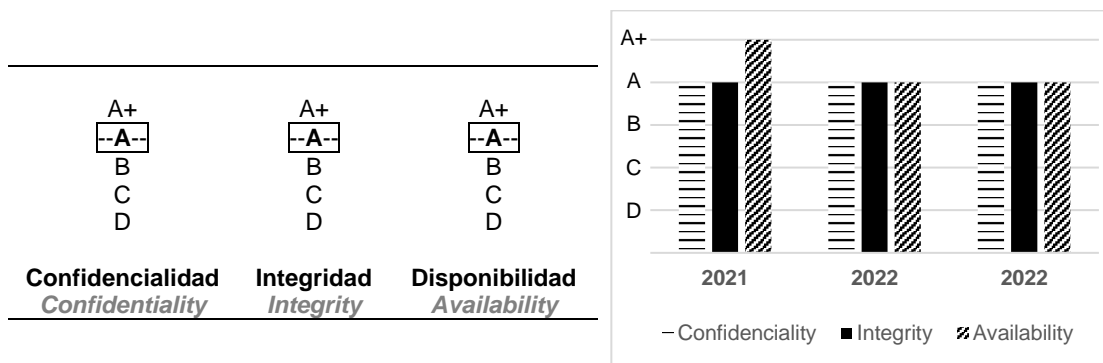 A+ A+ A+
--A-- --A-- --A--
B B B
C C C
D D D
Confidencialidad Integridad Disponibilidad
Confidentiality Integrity Availability
A+
A
B
C
D
2021 2022 2022
Confidenciality Integrity Availability